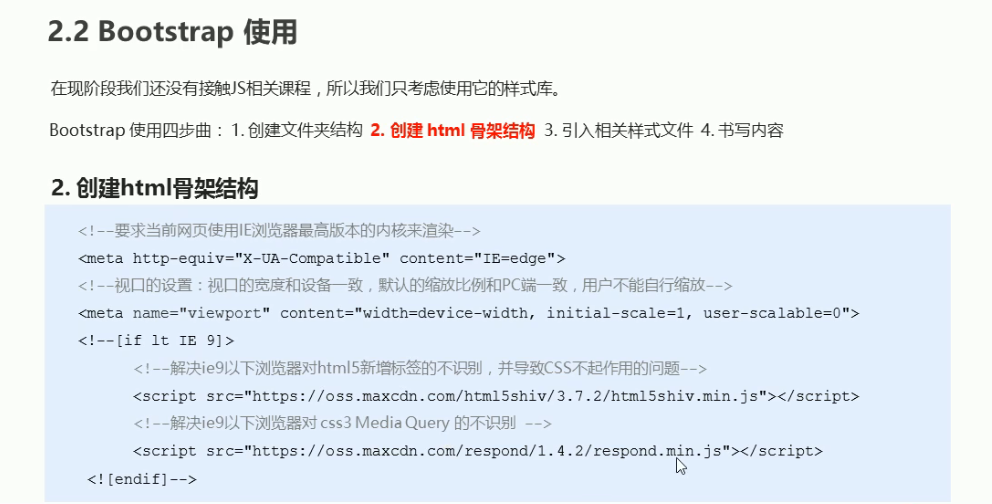 2.2 Bootstrap 使用
在现阶段我们还没有接触JS相关课程，所以我们只考虑使用它的样式库。
Bootstrap 使用四步曲： 1. 创建文件夹结构 2. 创建 html 骨架结构 3. 引入相关样式文件 4. 书写内容
2. 创建html骨架结构
<!--要求当前网页使用IE浏览器最高版本的内核来渲染-->
<meta http-equiv="X-UA-Compatible" content="IE=edge">
<!--视口的设置：视口的宽度和设备一致，默认的缩放比例和PC端一致，用户不能自行缩放-->
<meta name="viewport" content="width=device-width, initial-scale=1, user-scalable=0">
<!--[if lt IE 9]>
<!--解决ie9以下浏览器对html5新增标签的不识别，并导致CSS不起作用的问题-->
<script src="https://oss.maxcdn.com/html5shiv/3.7.2/html5shiv.min.js"></script>
<!--解决ie9以下浏览器对 css3 Media Query 的不识别 -->
<script src="https://oss.maxcdn.com/respond/1.4.2/respond.min.js"></script>
<![endif]-->